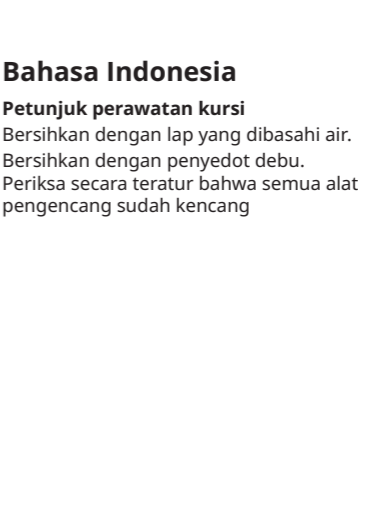 Bahasa Indonesia
Petunjuk perawatan kursi
Bersihkan dengan lap yang dibasahi air.
Bersihkan dengan penyedot debu.
Periksa secara teratur bahwa semua alat
pengencang sudah kencang